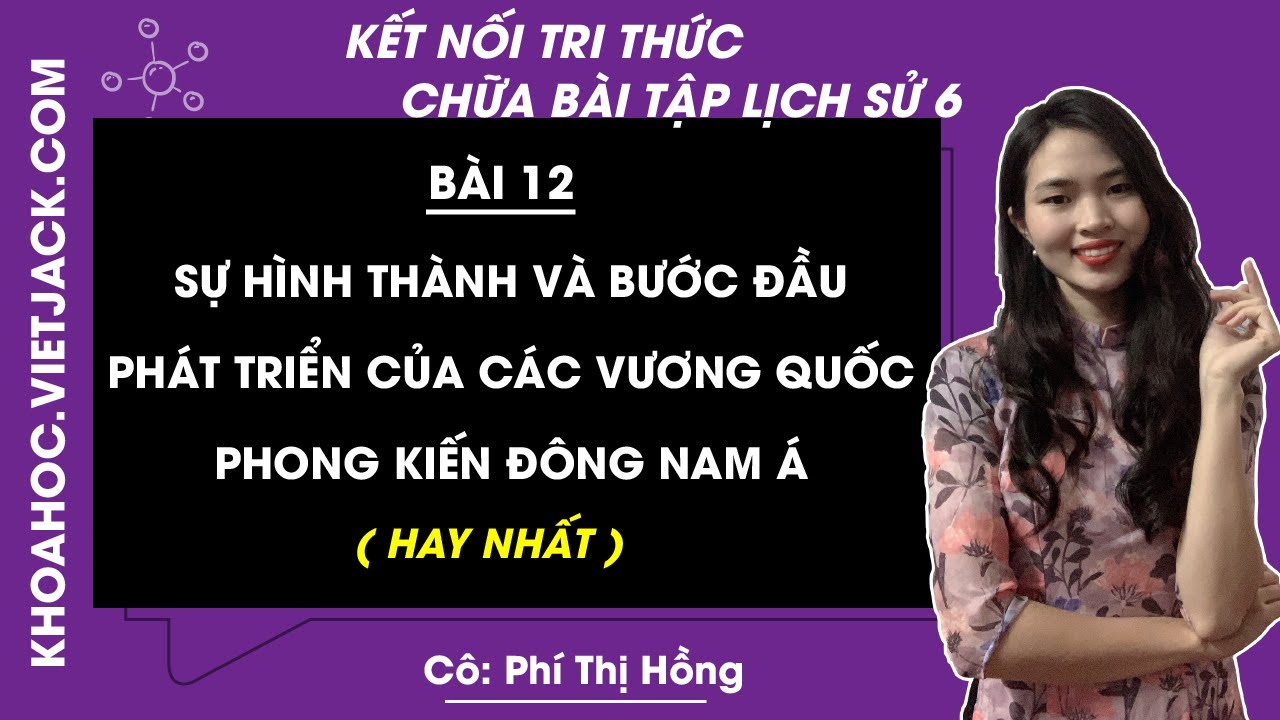 KẾT NỐI TRI THỨC
CHỮA BÀI TẬP LỊCH SỬ 6
KHOAHOC.VIETJACK.COM
BÀI 12
SỰ HÌNH THÀNH VÀ BƯỚC ĐẦU
PHÁT TRIỂN CỦA CÁC VƯƠNG QUỐC
PHONG KIẾN ĐÔNG NAM Á
( HAY NHẤT )
Cô: Phí Thị Hồng